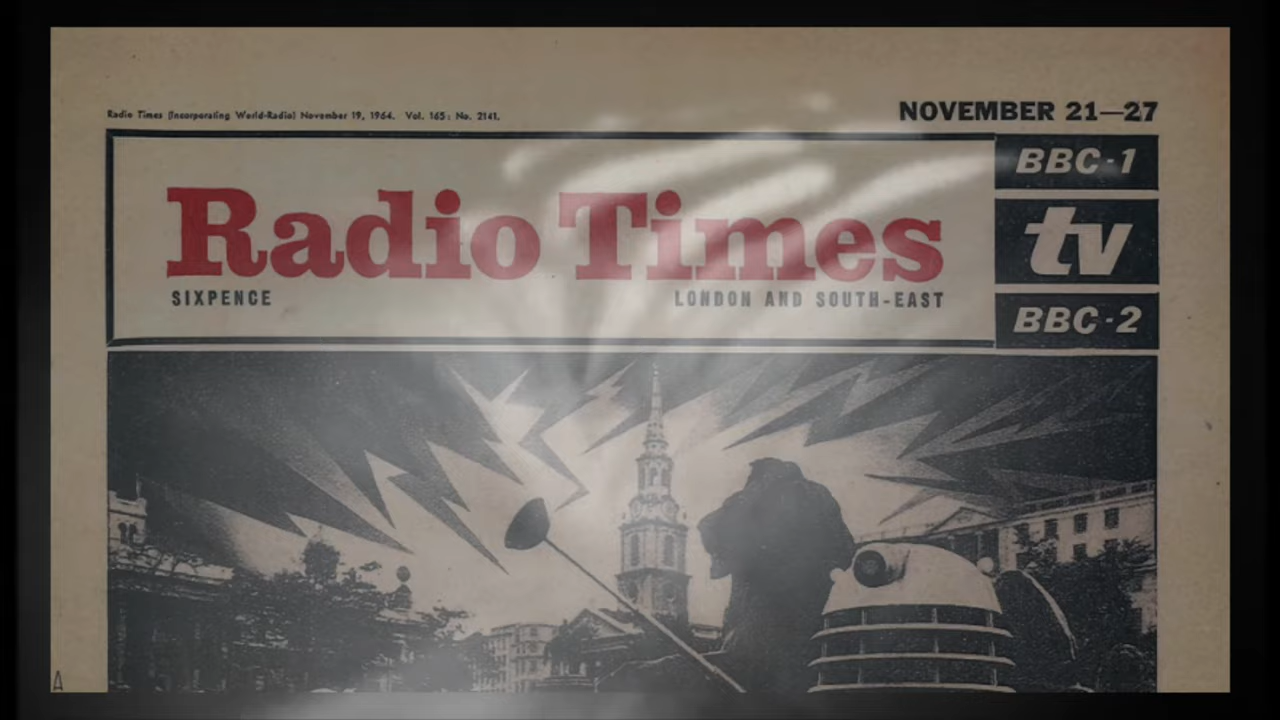 Radio Times (Incorporating World-Radio) November 19, 1964. Vol. 165: No. 2141.
NOVEMBER 21—27
Radio Times
SIXPENCE
LONDON AND SOUTH-EAST
BBC-1
tv
BBC-2
A